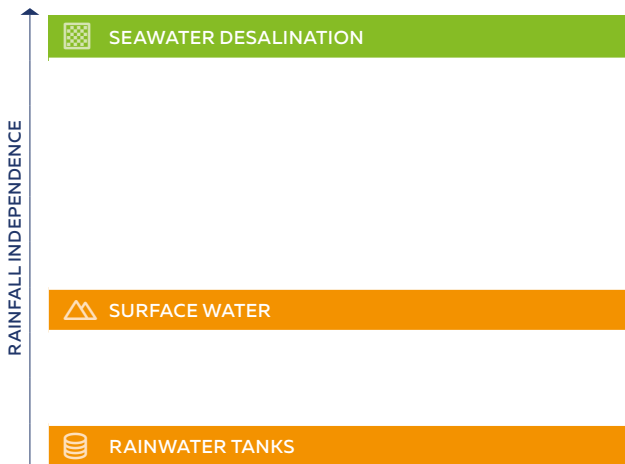 RAINFALL INDEPENDENCE
SEAWATER DESALINATION
SURFACE WATER
RAINWATER TANKS